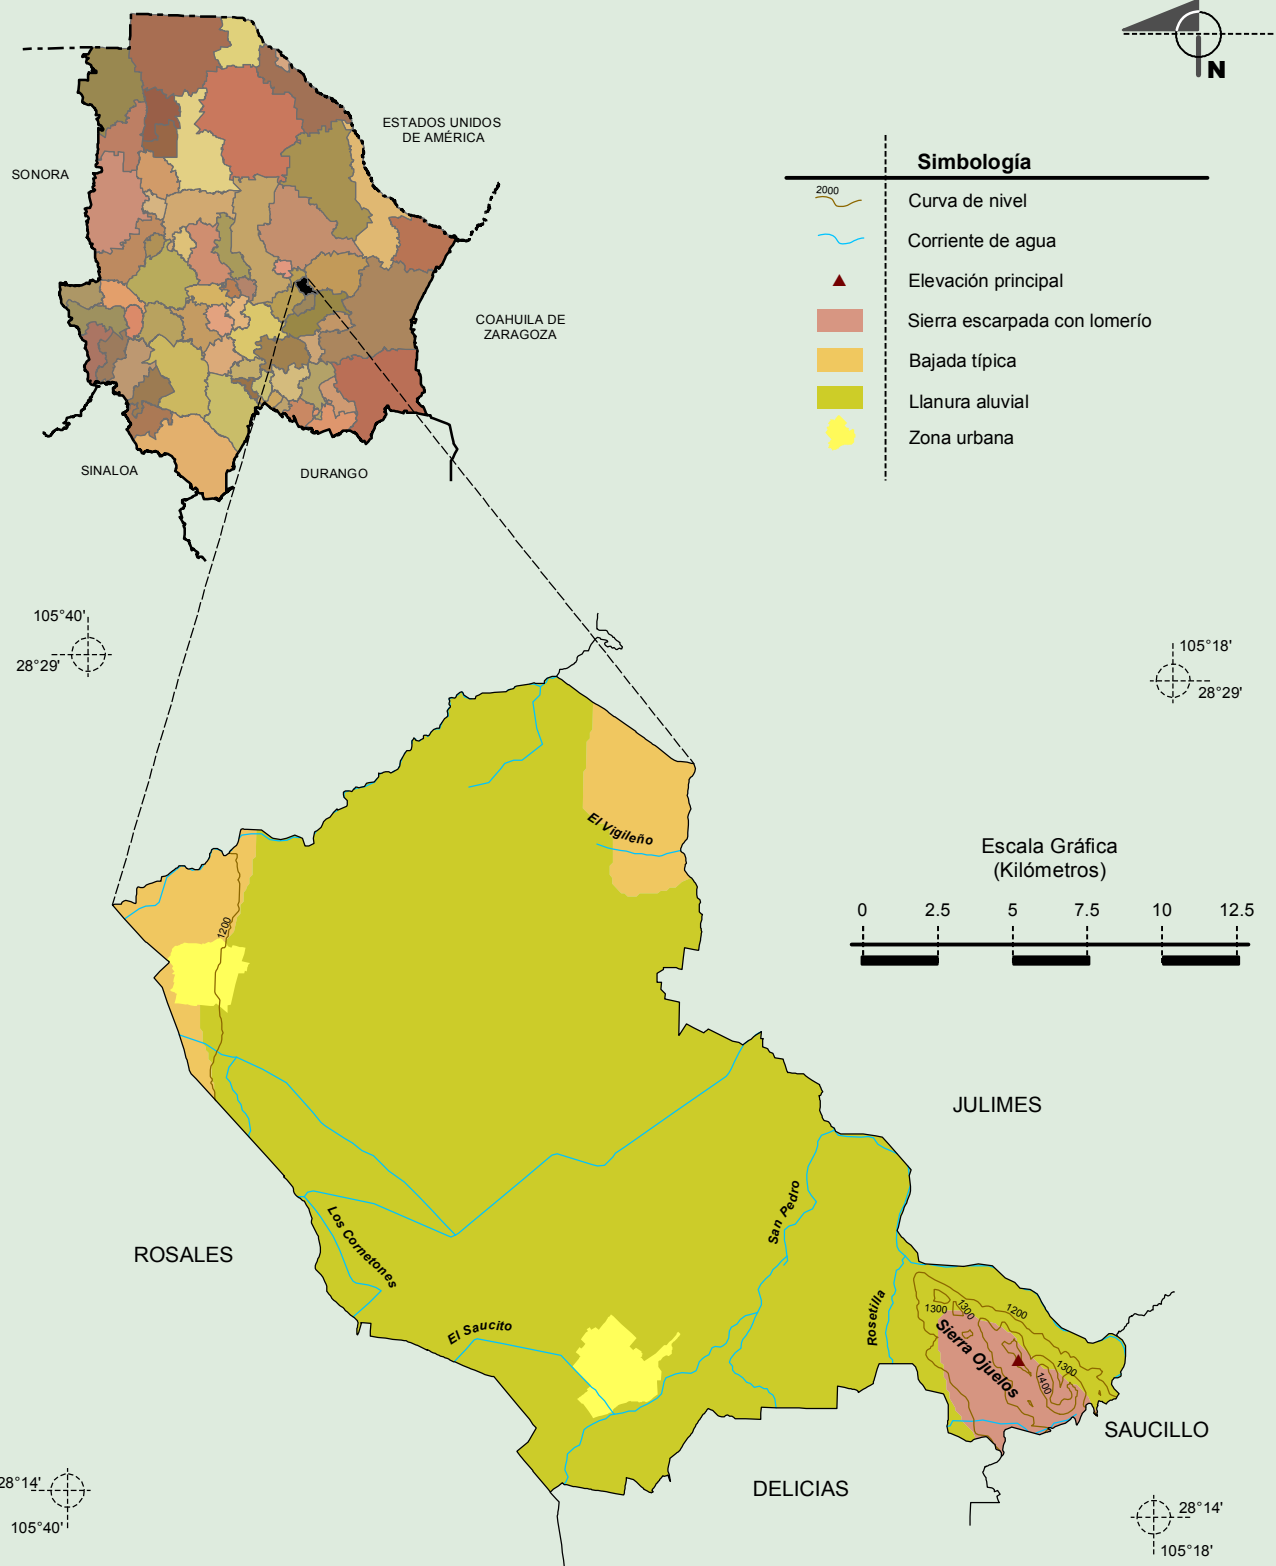 N
ESTADOS UNIDOS
DE AMÉRICA
SONORA
COAHUILA DE
ZARAGOZA
SINALOA
DURANGO
Simbología
2000
Curva de nivel
Corriente de agua
Elevación principal
Sierra escarpada con lomerío
Bajada típica
Llanura aluvial
Zona urbana
105°40'
28°29'
105°18'
28°29'
El Vigileño
Escala Gráfica
(Kilómetros)
0 2.5 5 7.5 10 12.5
1200
JULIMES
ROSALES
Los Cornetones
San Pedro
El Saucito
Rosetilla
1300
1300
1200
Sierra Ojuelos
1300
1400
SAUCILLO
DELICIAS
28°14'
105°40'
28°14'
105°18'